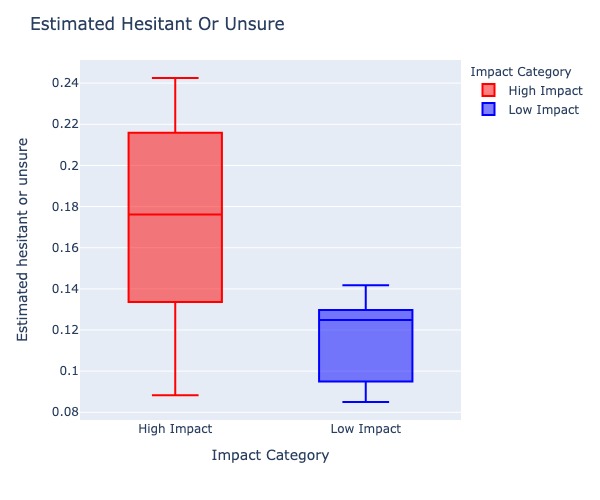 Estimated Hesitant Or Unsure
Impact Category
High Impact
Low Impact
Estimated hesitant or unsure
0.24
0.22
0.2
0.18
0.16
0.14
0.12
0.1
0.08
High Impact
Low Impact
Impact Category